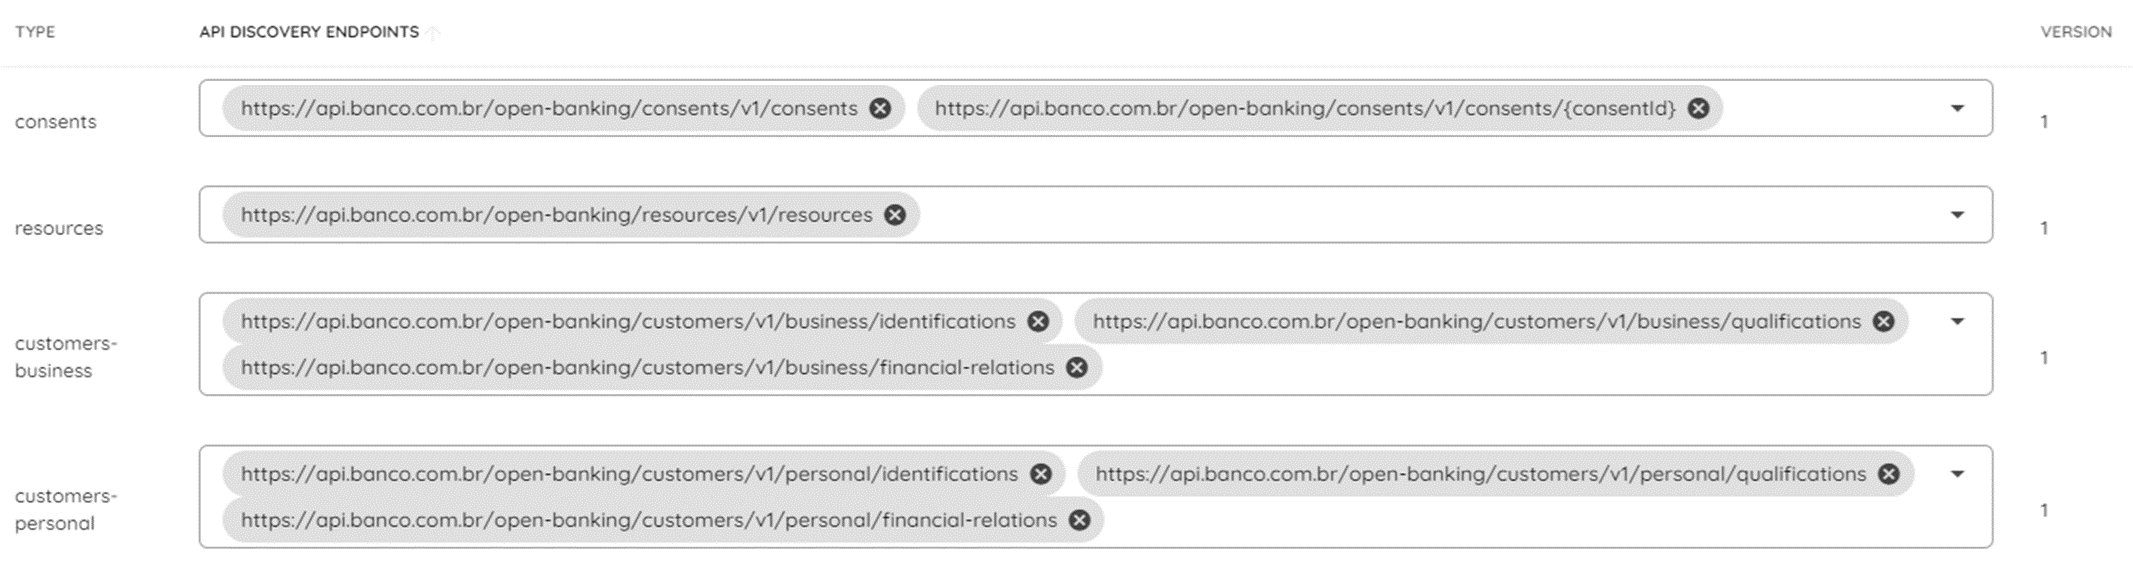 TYPE API DISCOVERY ENDPOINTS VERSION
consents https://api.banco.com.br/open-banking/consents/v1/consents https://api.banco.com.br/open-banking/consents/v1/consents/{consentId} 1
resources https://api.banco.com.br/open-banking/resources/v1/resources 1
customers-
business
https://api.banco.com.br/open-banking/customers/v1/business/identifications https://api.banco.com.br/open-banking/customers/v1/business/qualifications
https://api.banco.com.br/open-banking/customers/v1/business/financial-relations
1
customers-
personal
https://api.banco.com.br/open-banking/customers/v1/personal/identifications https://api.banco.com.br/open-banking/customers/v1/personal/qualifications
https://api.banco.com.br/open-banking/customers/v1/personal/financial-relations
1